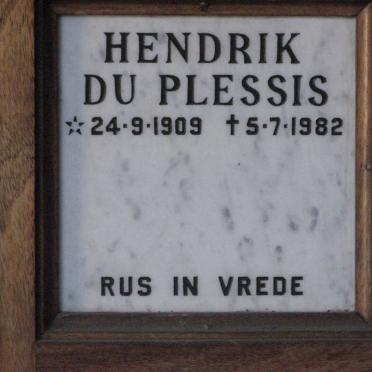 HENDRIK
DU PLESSIS
☆ 24·9·1909 †5·7·1982
RUS IN VREDE